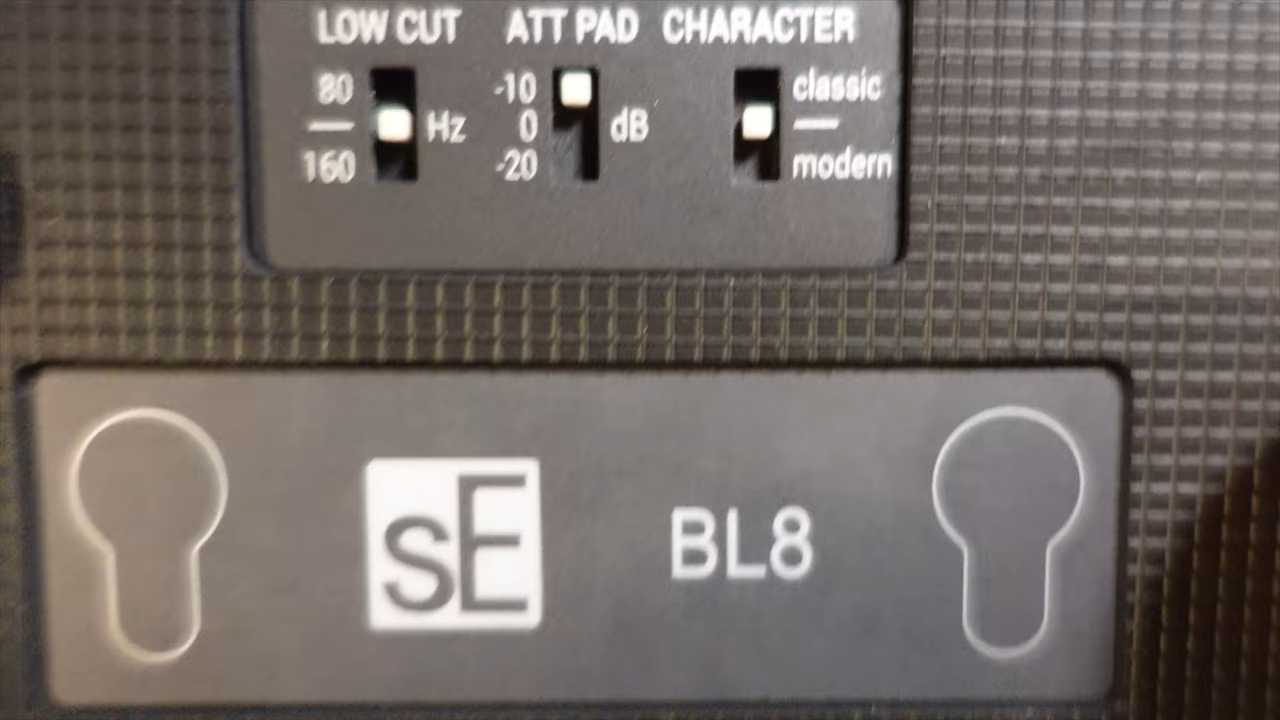 LOW CUT ATT PAD CHARACTER
80 -10 classic
— Hz 0 dB —
160 -20 modern
sE BL8